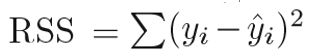 RSS = ∑(yᵢ − ŷᵢ)²